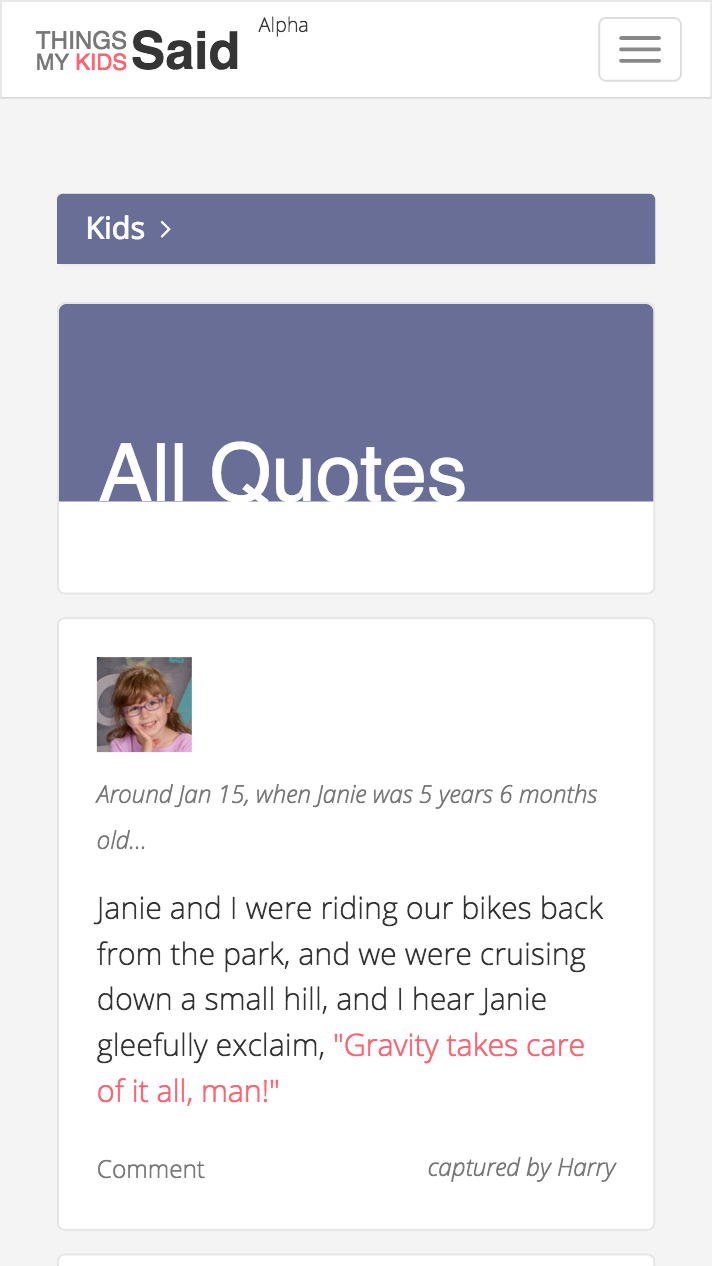 THINGS
MY KIDS Said
Alpha
Kids >
All Quotes
Around Jan 15, when Janie was 5 years 6 months
old...
Janie and I were riding our bikes back
from the park, and we were cruising
down a small hill, and I hear Janie
gleefully exclaim, "Gravity takes care
of it all, man!"
Comment
captured by Harry